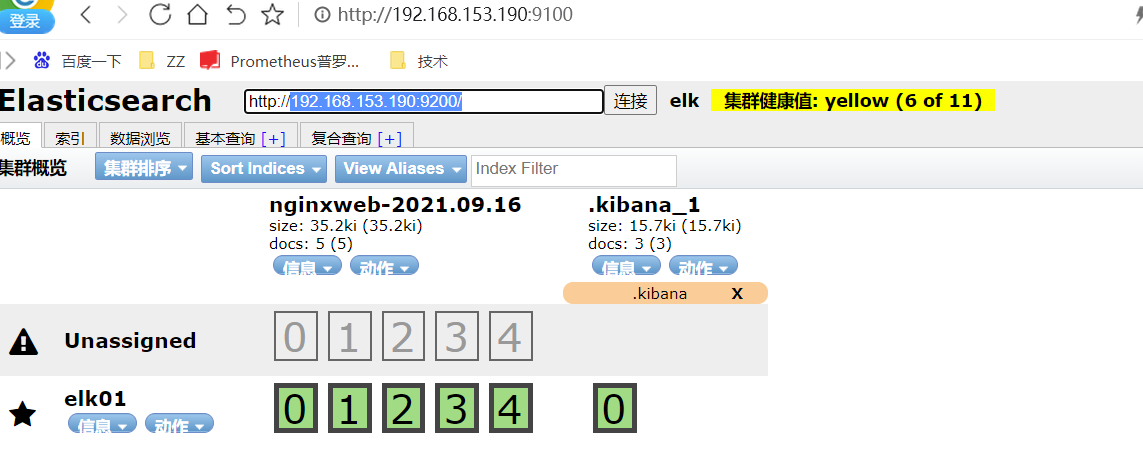 登录
http://192.168.153.190:9100
elk
百度一下 ZZ Prometheus普罗... 技术
Elasticsearch http://192.168.153.190:9200/ 连接 elk 集群健康值: yellow (6 of 11)
概览 索引 数据浏览 基本查询 [+] 复合查询 [+]
集群概览 集群排序 Sort Indices View Aliases Index Filter
nginxweb-2021.09.16 .kibana_1
size: 35.2ki (35.2ki) size: 15.7ki (15.7ki)
docs: 5 (5) docs: 3 (3)
信息 动作 信息 动作
.kibana X
Unassigned 0 1 2 3 4
elk01 0 1 2 3 4 0
信息 动作